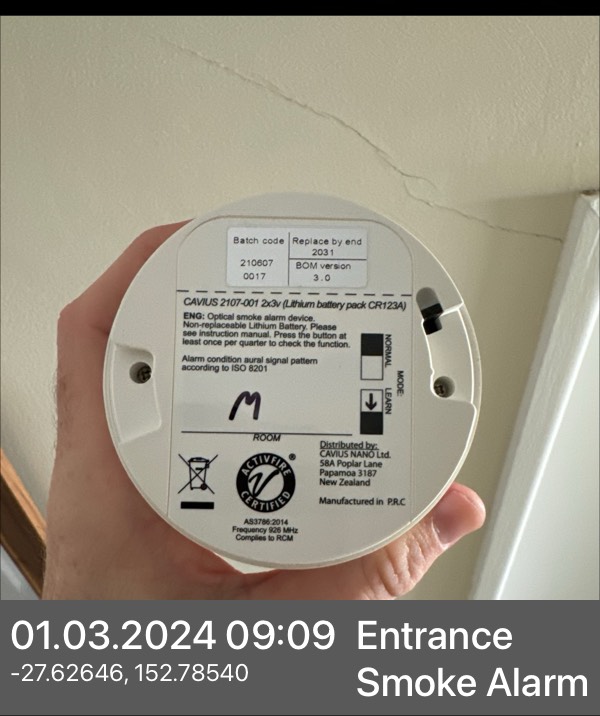 Batch code
210607
0017
Replace by end
2031
BOM version
3.0
CAVIUS 2107-001 2x3v (Lithium battery pack CR123A)
ENG: Optical smoke alarm device.
Non-replaceable Lithium Battery. Please
see instruction manual. Press the button at
least once per quarter to check the function.
Alarm condition aural signal pattern
according to ISO 8201
NORMAL
MODE:
LEARN
M
ROOM
ACTIVFIRE
®
CERTIFIED
AS3786:2014
Frequency 926 MHz
Complies to RCM
Distributed by:
CAVIUS NANO Ltd.
58A Poplar Lane
Papamoa 3187
New Zealand
Manufactured in P.R.C
01.03.2024 09:09
-27.62646, 152.78540
Entrance
Smoke Alarm